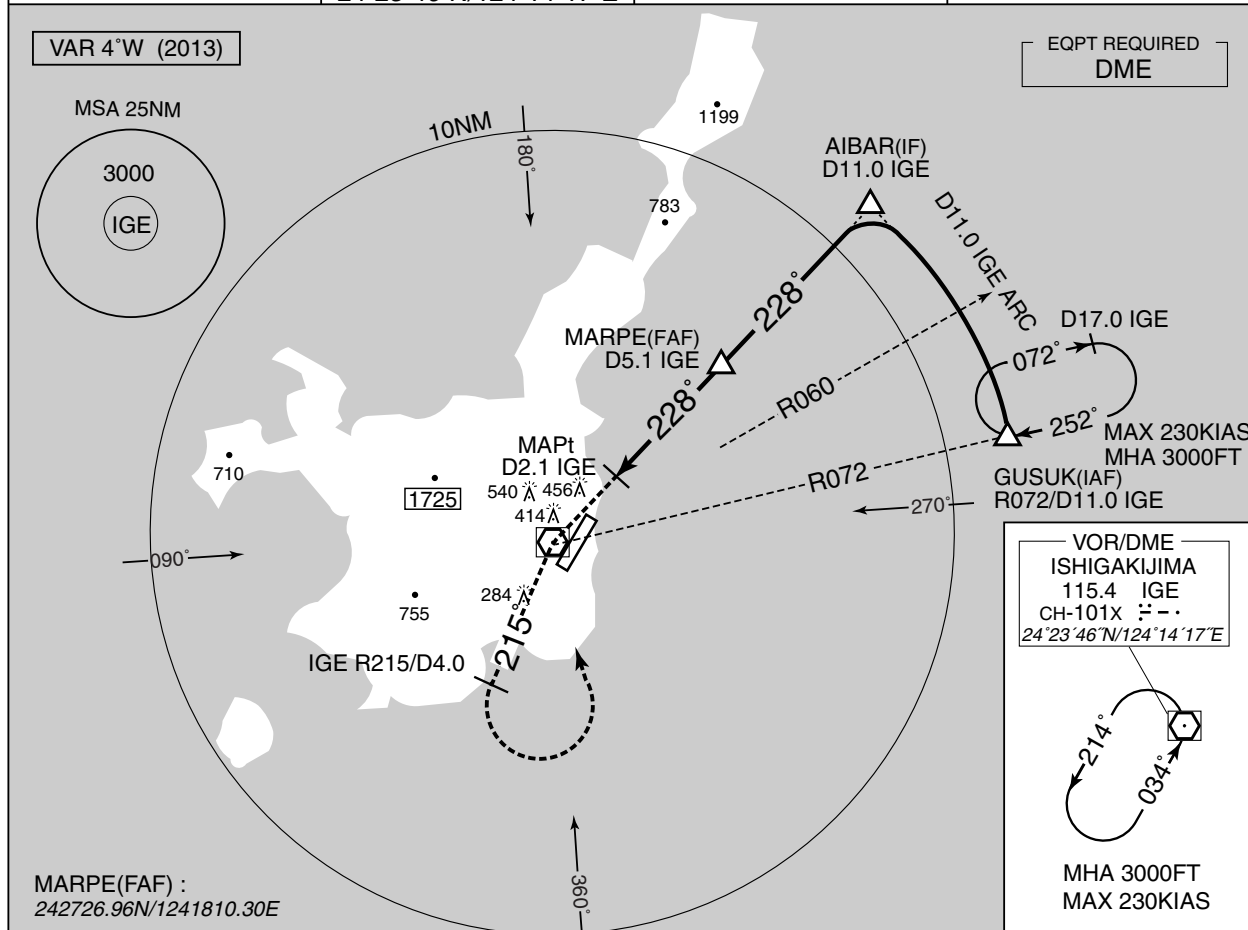 VAR 4°W (2013)
EQPT REQUIRED
DME
MSA 25NM
3000
IGE
10NM
180°
1199
783
AIBAR(IF)
D11.0 IGE
D11.0 IGE ARC
228°
MARPE(FAF)
D5.1 IGE
228°
R060
D17.0 IGE
072°
252°
MAX 230KIAS
MHA 3000FT
GUSUK(IAF)
R072/D11.0 IGE
R072
270°
MAPt
D2.1 IGE
710
1725
540
456
414
090°
755
284
215°
IGE R215/D4.0
360°
VOR/DME
ISHIGAKIJIMA
115.4 IGE
CH-101X
24°23´46˝N/124°14´17˝E
214°
034°
MHA 3000FT
MAX 230KIAS
MARPE(FAF) :
242726.96N/1241810.30E